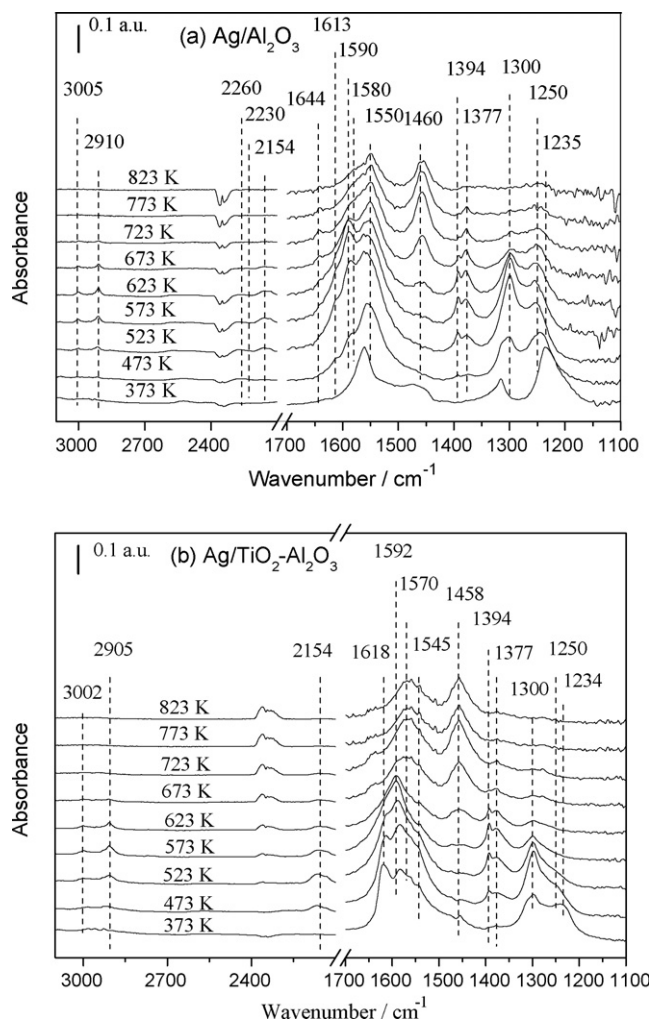 0.1 a.u.
(a) Ag/Al₂O₃
1613
1590
1394
1300
3005
2260
1644
1580
1250
2910
2230
1550
1460
1377
1235
2154
823 K
773 K
723 K
673 K
623 K
573 K
523 K
473 K
373 K
Absorbance
3000 2700 2400 2100 1700 1600 1500 1400 1300 1200 1100
Wavenumber / cm⁻¹
0.1 a.u.
(b) Ag/TiO₂-Al₂O₃
1592
1570
1458
1394
2905
2154
1618
1545
1377
1250
3002
1300
1234
823 K
773 K
723 K
673 K
623 K
573 K
523 K
473 K
373 K
Absorbance
3000 2700 2400 1700 1600 1500 1400 1300 1200 1100
Wavenumber / cm⁻¹